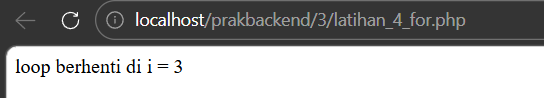 localhost/prakbackend/3/latihan_4_for.php
loop berhenti di i = 3